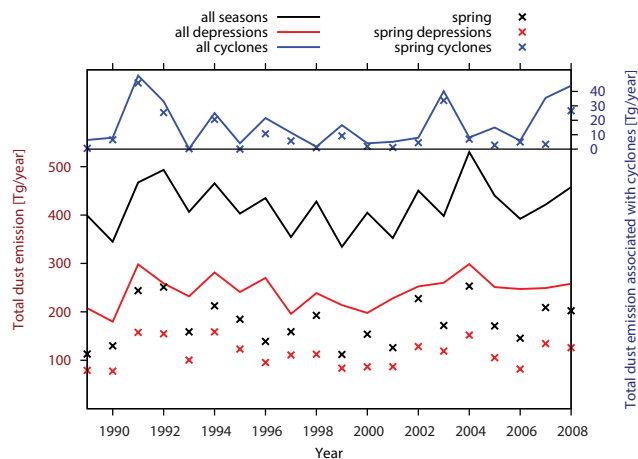 all seasons
all depressions
all cyclones
spring
spring depressions
spring cyclones
Total dust emission [Tg/year]
500
400
300
200
100
40
30
20
10
0
Total dust emission associated with cyclones [Tg/year]
1990 1992 1994 1996 1998 2000 2002 2004 2006 2008
Year